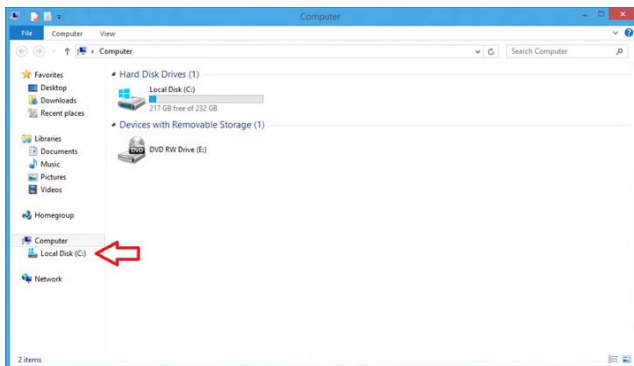 Computer
File Computer View
Computer
Search Computer
Favorites
Desktop
Downloads
Recent places
Libraries
Documents
Music
Pictures
Videos
Homegroup
Computer
Local Disk (C:)
Network
Hard Disk Drives (1)
Local Disk (C:)
217 GB free of 232 GB
Devices with Removable Storage (1)
DVD
DVD RW Drive (E:)
2 items